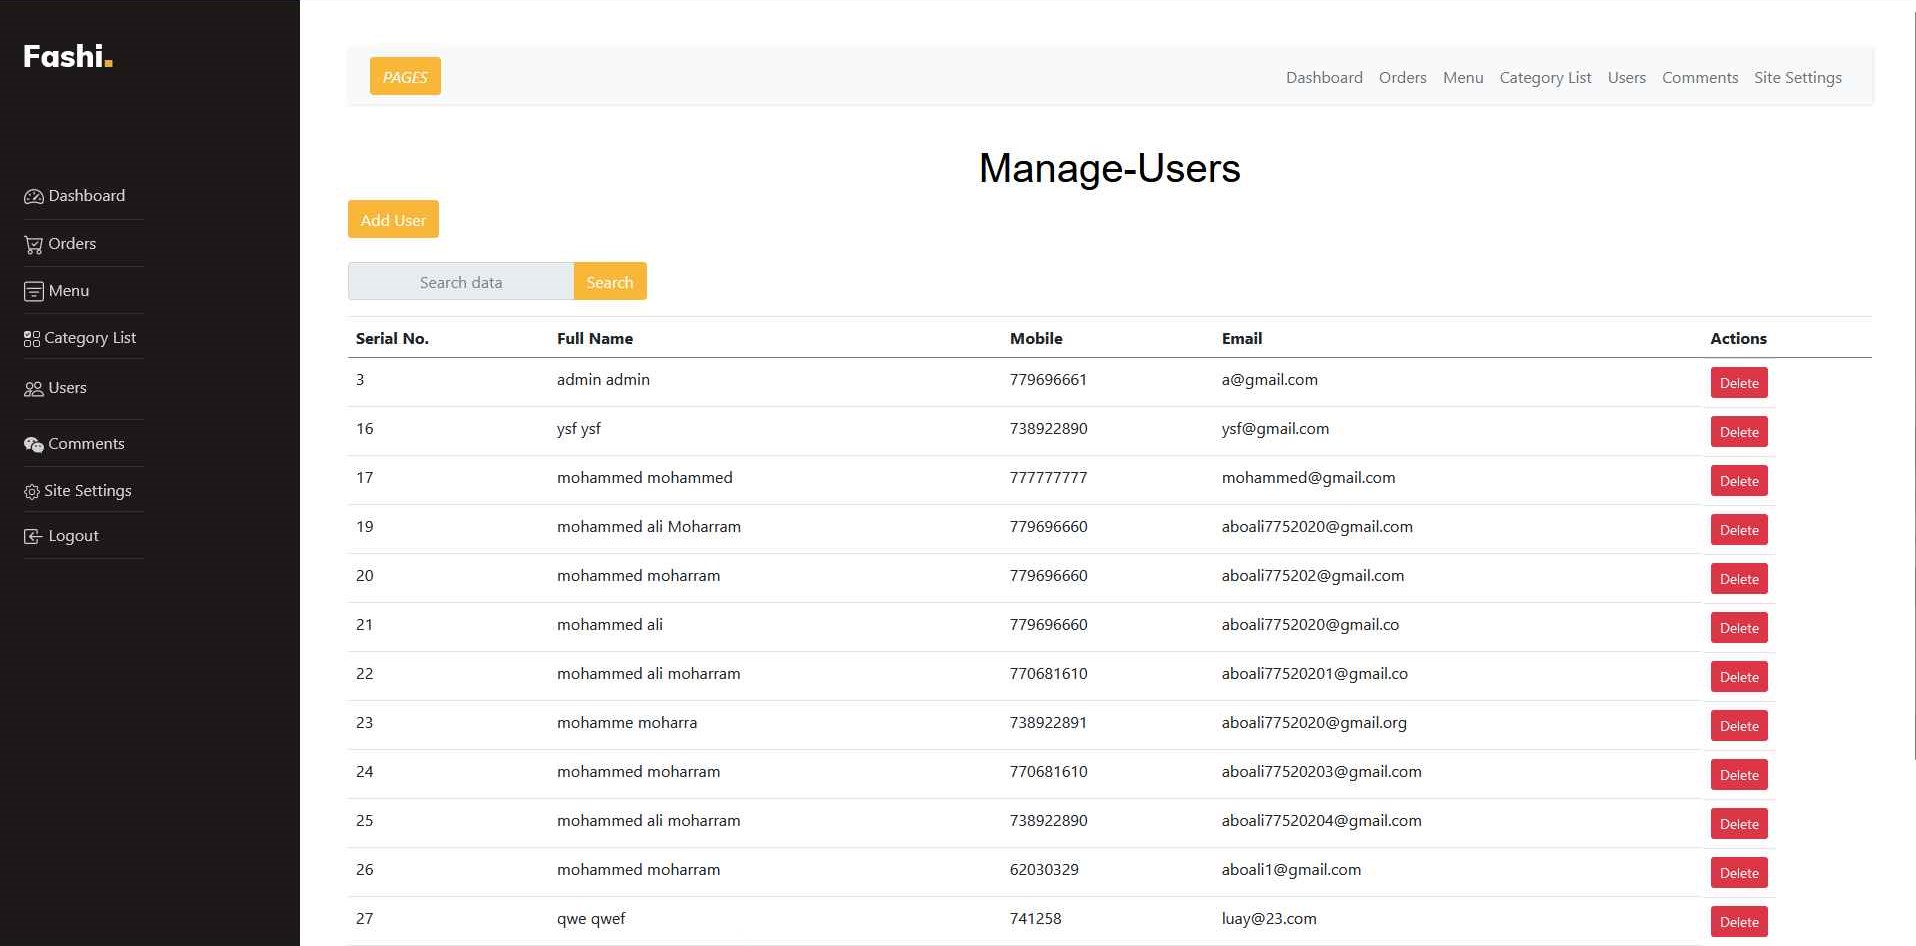 Fashi.
Dashboard
Orders
Menu
Category List
Users
Comments
Site Settings
Logout
PAGES
Dashboard Orders Menu Category List Users Comments Site Settings
Manage-Users
Add User
Search data Search
Serial No. Full Name Mobile Email Actions
3 admin admin 779696661 a@gmail.com Delete
16 ysf ysf 738922890 ysf@gmail.com Delete
17 mohammed mohammed 777777777 mohammed@gmail.com Delete
19 mohammed ali Moharram 779696660 aboali7752020@gmail.com Delete
20 mohammed moharram 779696660 aboali775202@gmail.com Delete
21 mohammed ali 779696660 aboali7752020@gmail.co Delete
22 mohammed ali moharram 770681610 aboali77520201@gmail.co Delete
23 mohamme moharra 738922891 aboali7752020@gmail.org Delete
24 mohammed moharram 770681610 aboali77520203@gmail.com Delete
25 mohammed ali moharram 738922890 aboali77520204@gmail.com Delete
26 mohammed moharram 62030329 aboali1@gmail.com Delete
27 qwe qwef 741258 luay@23.com Delete